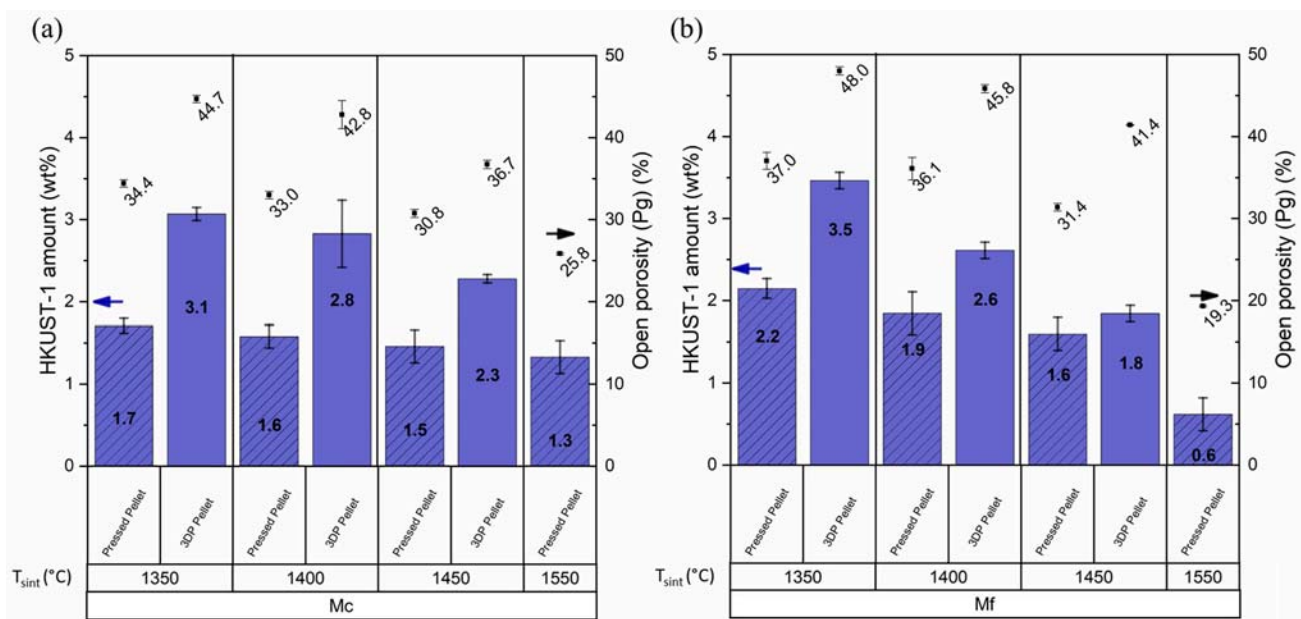 (a)
HKUST-1 amount (wt%)
5
4
3
2
1
0
34.4
44.7
33.0
42.8
30.8
36.7
25.8
1.7
3.1
1.6
2.8
1.5
2.3
1.3
50
40
30
20
10
0
Open porosity (Pg) (%)
Pressed Pellet
3DP Pellet
Pressed Pellet
3DP Pellet
Pressed Pellet
3DP Pellet
Pressed Pellet
Tsint (°C) 1350 1400 1450 1550
Mc
(b)
HKUST-1 amount (wt%)
5
4
3
2
1
0
37.0
48.0
36.1
45.8
31.4
41.4
19.3
2.2
3.5
1.9
2.6
1.6
1.8
0.6
50
40
30
20
10
0
Open porosity (Pg) (%)
Pressed Pellet
3DP Pellet
Pressed Pellet
3DP Pellet
Pressed Pellet
3DP Pellet
Pressed Pellet
Tsint (°C) 1350 1400 1450 1550
Mf